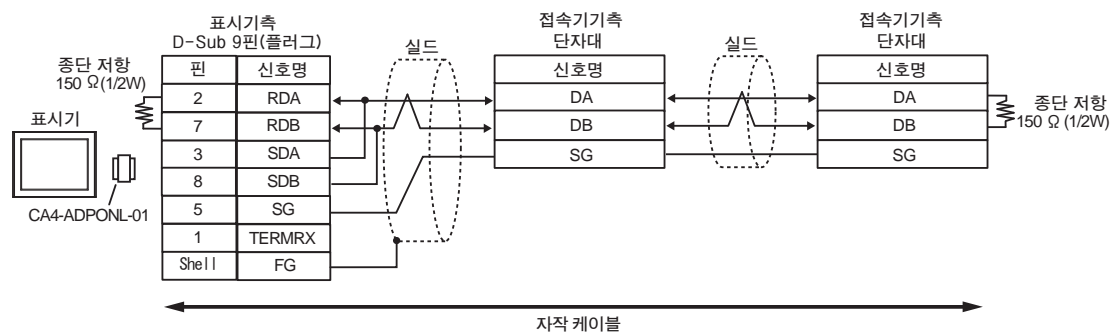 표시기측
D-Sub 9핀(플러그)
종단 저항
150 Ω(1/2W)
표시기
CA4-ADPONL-01
핀 신호명
2 RDA
7 RDB
3 SDA
8 SDB
5 SG
1 TERMRX
Shell FG
실드
접속기기측
단자대
신호명
DA
DB
SG
실드
접속기기측
단자대
신호명
DA
DB
SG
종단 저항
150 Ω (1/2W)
자작 케이블